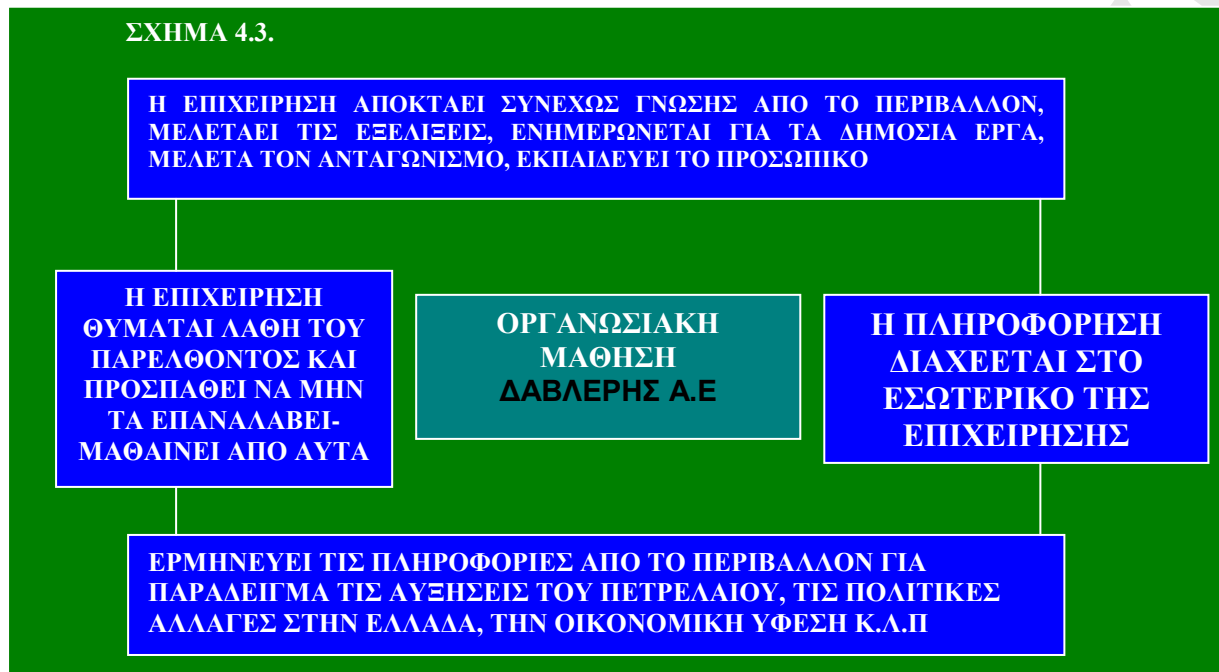 ΣΧΗΜΑ 4.3.
Η ΕΠΙΧΕΙΡΗΣΗ ΑΠΟΚΤΑΕΙ ΣΥΝΕΧΩΣ ΓΝΩΣΗΣ ΑΠΟ ΤΟ ΠΕΡΙΒΑΛΛΟΝ,
ΜΕΛΕΤΑΕΙ ΤΙΣ ΕΞΕΛΙΞΕΙΣ, ΕΝΗΜΕΡΩΝΕΤΑΙ ΓΙΑ ΤΑ ΔΗΜΟΣΙΑ ΕΡΓΑ,
ΜΕΛΕΤΑ ΤΟΝ ΑΝΤΑΓΩΝΙΣΜΟ, ΕΚΠΑΙΔΕΥΕΙ ΤΟ ΠΡΟΣΩΠΙΚΟ
Η ΕΠΙΧΕΙΡΗΣΗ
ΘΥΜΑΤΑΙ ΛΑΘΗ ΤΟΥ
ΠΑΡΕΛΘΟΝΤΟΣ ΚΑΙ
ΠΡΟΣΠΑΘΕΙ ΝΑ ΜΗΝ
ΤΑ ΕΠΑΝΑΛΑΒΕΙ-
ΜΑΘΑΙΝΕΙ ΑΠΟ ΑΥΤΑ
ΟΡΓΑΝΩΣΙΑΚΗ
ΜΑΘΗΣΗ
ΔΑΒΛΕΡΗΣ Α.Ε
Η ΠΛΗΡΟΦΟΡΗΣΗ
ΔΙΑΧΕΕΤΑΙ ΣΤΟ
ΕΣΩΤΕΡΙΚΟ ΤΗΣ
ΕΠΙΧΕΙΡΗΣΗΣ
ΕΡΜΗΝΕΥΕΙ ΤΙΣ ΠΛΗΡΟΦΟΡΙΕΣ ΑΠΟ ΤΟ ΠΕΡΙΒΑΛΛΟΝ ΓΙΑ
ΠΑΡΑΔΕΙΓΜΑ ΤΙΣ ΑΥΞΗΣΕΙΣ ΤΟΥ ΠΕΤΡΕΛΑΙΟΥ, ΤΙΣ ΠΟΛΙΤΙΚΕΣ
ΑΛΛΑΓΕΣ ΣΤΗΝ ΕΛΛΑΔΑ, ΤΗΝ ΟΙΚΟΝΟΜΙΚΗ ΥΦΕΣΗ Κ.Λ.Π